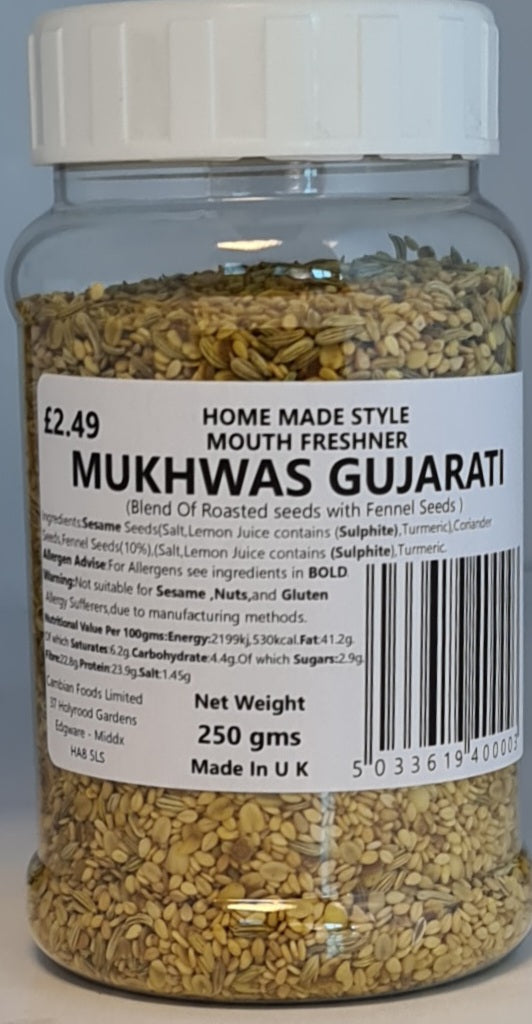 £2.49
HOME MADE STYLE
MOUTH FRESHNER
MUKHWAS GUJARATI
(Blend Of Roasted seeds with Fennel Seeds )
Ingredients:Sesame Seeds(Salt,Lemon Juice contains (Sulphite),Turmeric),Coriander
Seeds,Fennel Seeds(10%),(Salt,Lemon Juice contains (Sulphite),Turmeric.
Allergen Advise:For Allergens see ingredients in BOLD.
Warning:Not suitable for Sesame ,Nuts,and Gluten
Allergy Sufferers,due to manufacturing methods.
Nutritional Value Per 100gms:Energy:2199kj,530kcal.Fat:41.2g.
Of which Saturates:6.2g.Carbohydrate:4.4g.Of which Sugars:2.9g.
Fibre:22.8g.Protein:23.9g.Salt:1.45g
Cambian Foods Limited
37 Holyrood Gardens
Edgware - Middx
HA8 5LS
Net Weight
250 gms
Made In U K
5 033619 400003